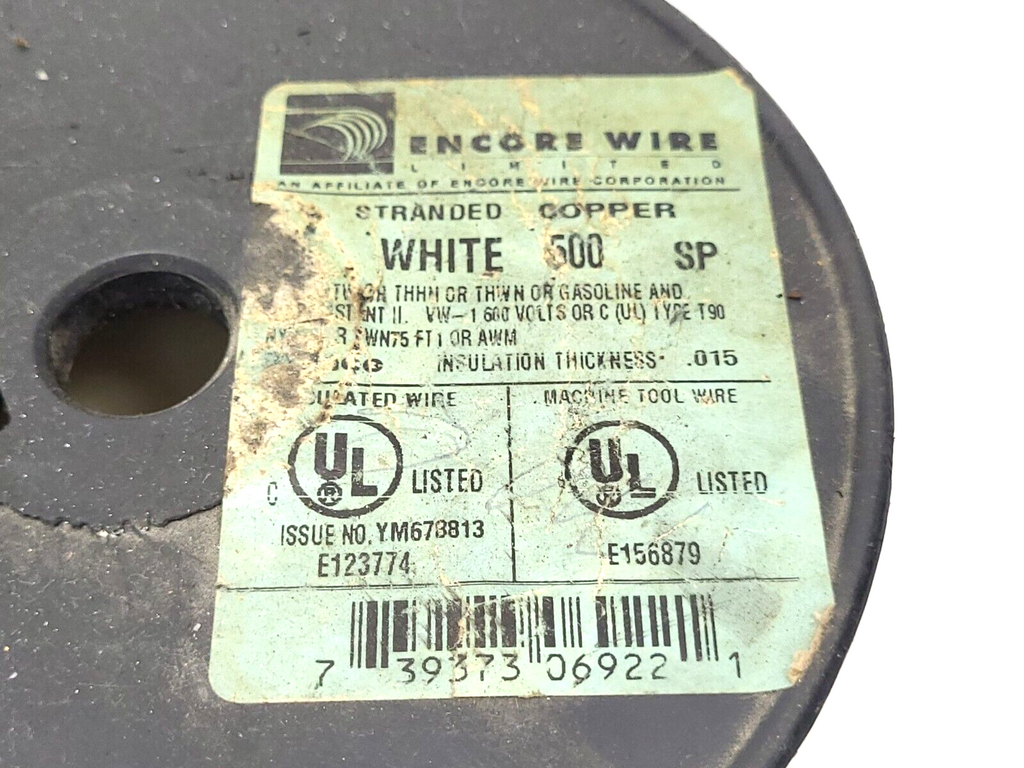 ENCORE WIRE
LIMITED
AN AFFILIATE OF ENCORE WIRE CORPORATION
STRANDED COPPER
WHITE 500 SP
OR THHN OR THWN OR GASOLINE AND
II. VW-1 600 VOLTS OR C (UL) TYPE T90
FT1 OR AWM
INSULATION THICKNESS .015
WIRE
MACHINE TOOL WIRE
C UL ® LISTED
UL LISTED
ISSUE NO. YM678813
E123774
E156879
7 39373 06922 1